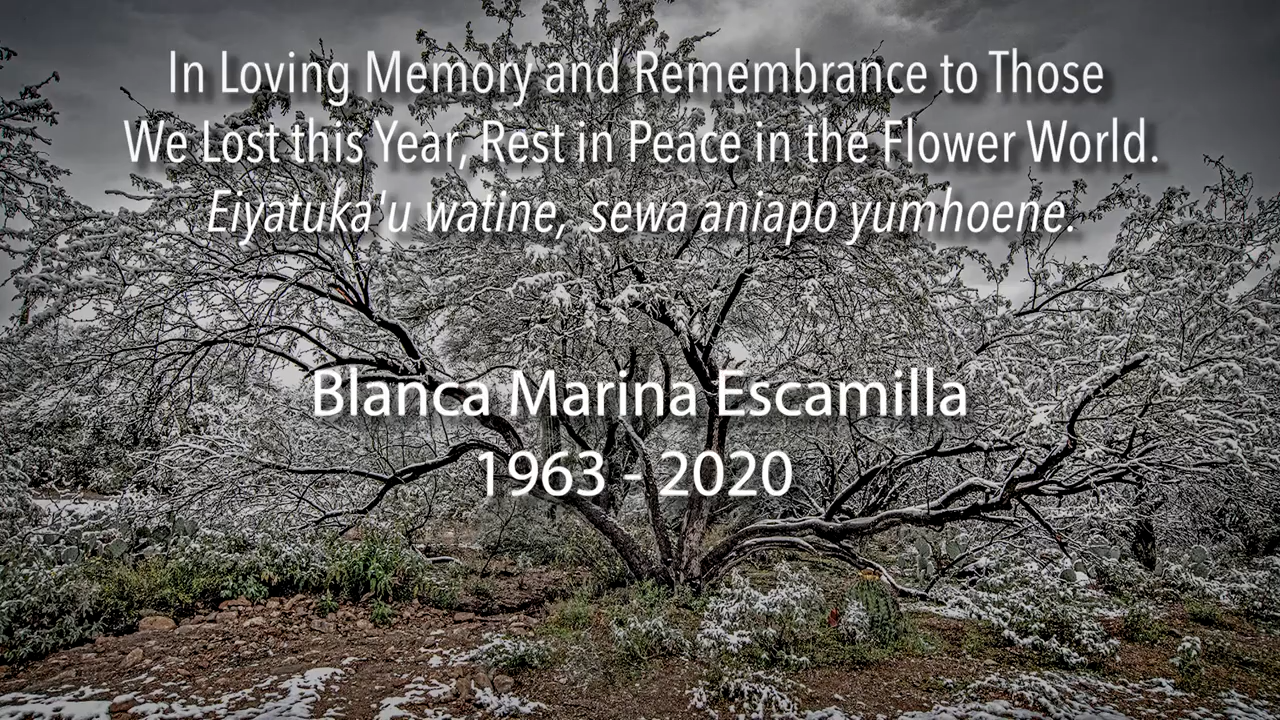 In Loving Memory and Remembrance to Those
We Lost this Year, Rest in Peace in the Flower World.
Eiyatuka'u watine, sewa aniapo yumhoene.
Blanca Marina Escamilla
1963 - 2020